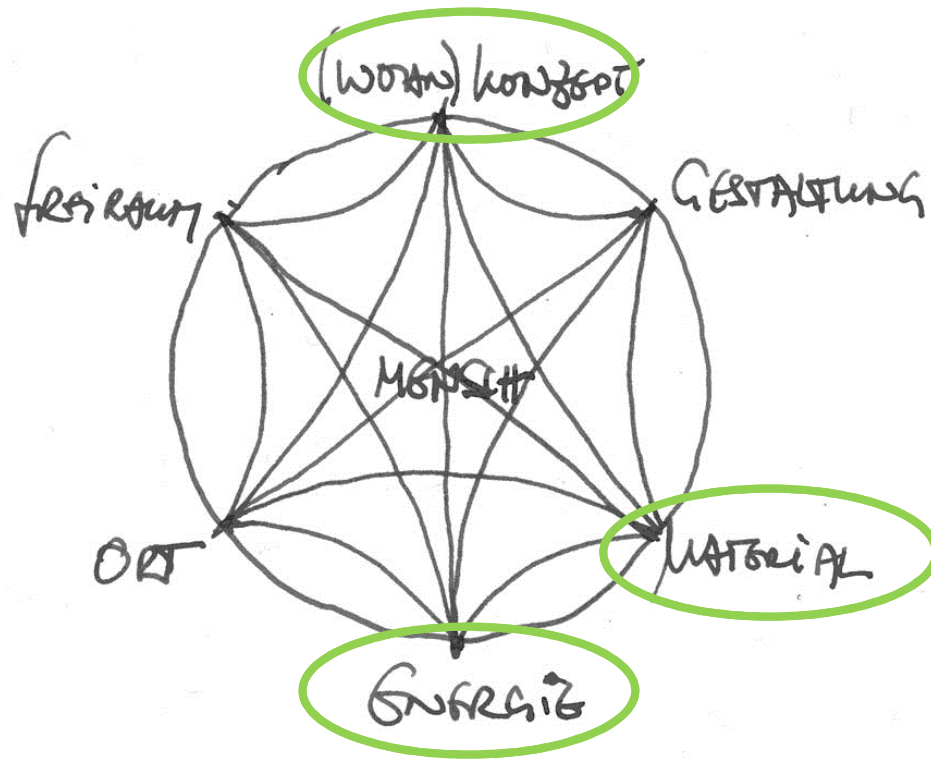 (WOHN)KONZEPT
FREIRAUM
GESTALTUNG
MENSCH
ORT
MATERIAL
ENERGIE